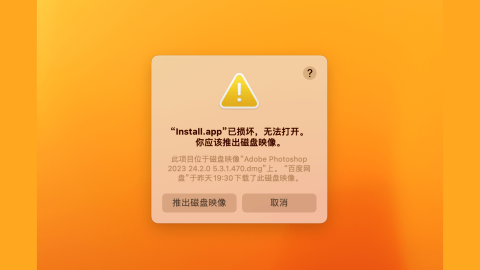 ?
“Install.app”已损坏，无法打开。
你应该推出磁盘映像。
此项目位于磁盘映像“Adobe Photoshop
2023 24.2.0 5.3.1.470.dmg”上。“百度网
盘”于昨天19:30下载了此磁盘映像。
推出磁盘映像
取消